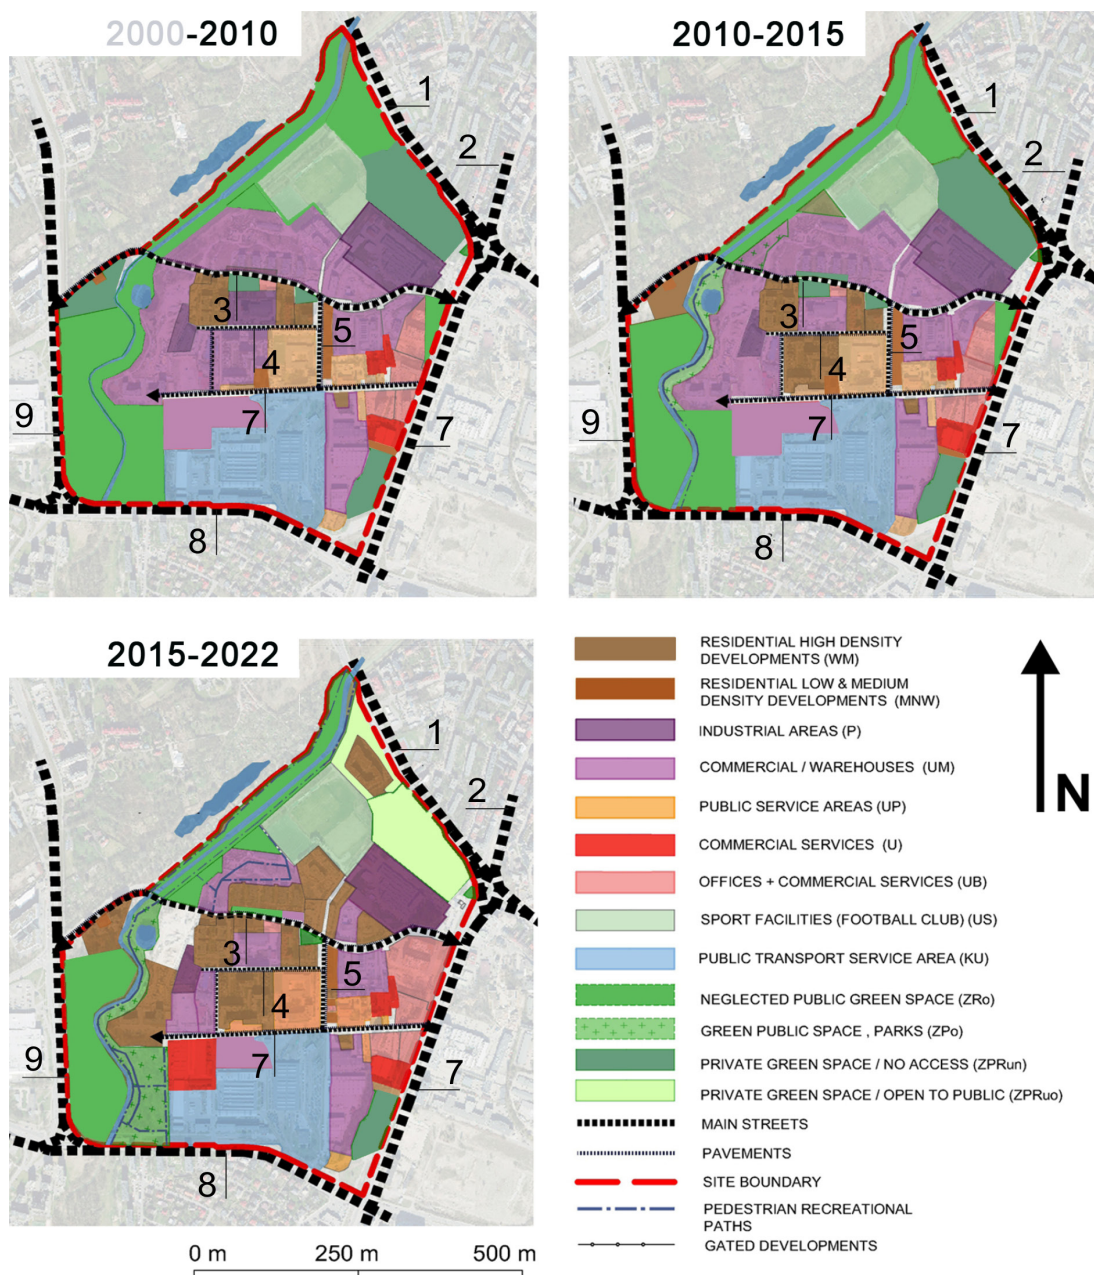 2000-2010
1
2
3
5
4
9
7
7
8
2010-2015
1
2
3
5
4
9
7
7
8
2015-2022
1
2
3
5
4
9
7
7
8
0 m 250 m 500 m
RESIDENTIAL HIGH DENSITY
DEVELOPMENTS (WM)
RESIDENTIAL LOW & MEDIUM
DENSITY DEVELOPMENTS (MNW)
INDUSTRIAL AREAS (P)
COMMERCIAL / WAREHOUSES (UM)
PUBLIC SERVICE AREAS (UP)
COMMERCIAL SERVICES (U)
OFFICES + COMMERCIAL SERVICES (UB)
SPORT FACILITIES (FOOTBALL CLUB) (US)
PUBLIC TRANSPORT SERVICE AREA (KU)
NEGLECTED PUBLIC GREEN SPACE (ZRo)
GREEN PUBLIC SPACE , PARKS (ZPo)
PRIVATE GREEN SPACE / NO ACCESS (ZPRun)
PRIVATE GREEN SPACE / OPEN TO PUBLIC (ZPRuo)
MAIN STREETS
PAVEMENTS
SITE BOUNDARY
PEDESTRIAN RECREATIONAL
PATHS
GATED DEVELOPMENTS
N